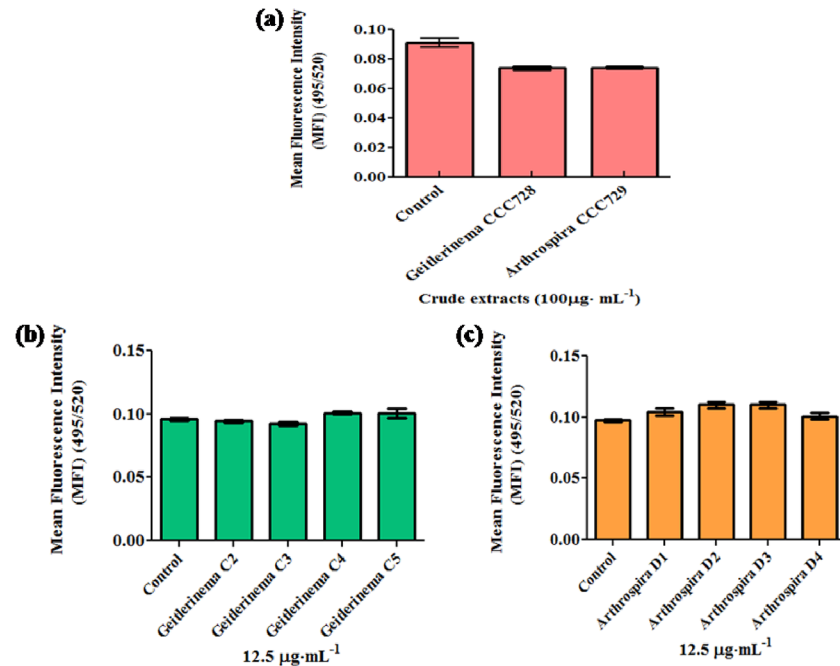 (a)
Mean Fluorescence Intensity
(MFI) (495/520)
0.10
0.08
0.06
0.04
0.02
0.00
Control
Geitlerinema CCC728
Arthrospira CCC729
Crude extracts (100µg· mL⁻¹)
(b)
Mean Fluorescence Intensity
(MFI) (495/520)
0.15
0.10
0.05
0.00
Control
Geitlerinema C2
Geitlerinema C3
Geitlerinema C4
Geitlerinema C5
12.5 µg·mL⁻¹
(c)
Mean Fluorescence Intensity
(MFI) (495/520)
0.15
0.10
0.05
0.00
Control
Arthrospira D1
Arthrospira D2
Arthrospira D3
Arthrospira D4
12.5 µg·mL⁻¹